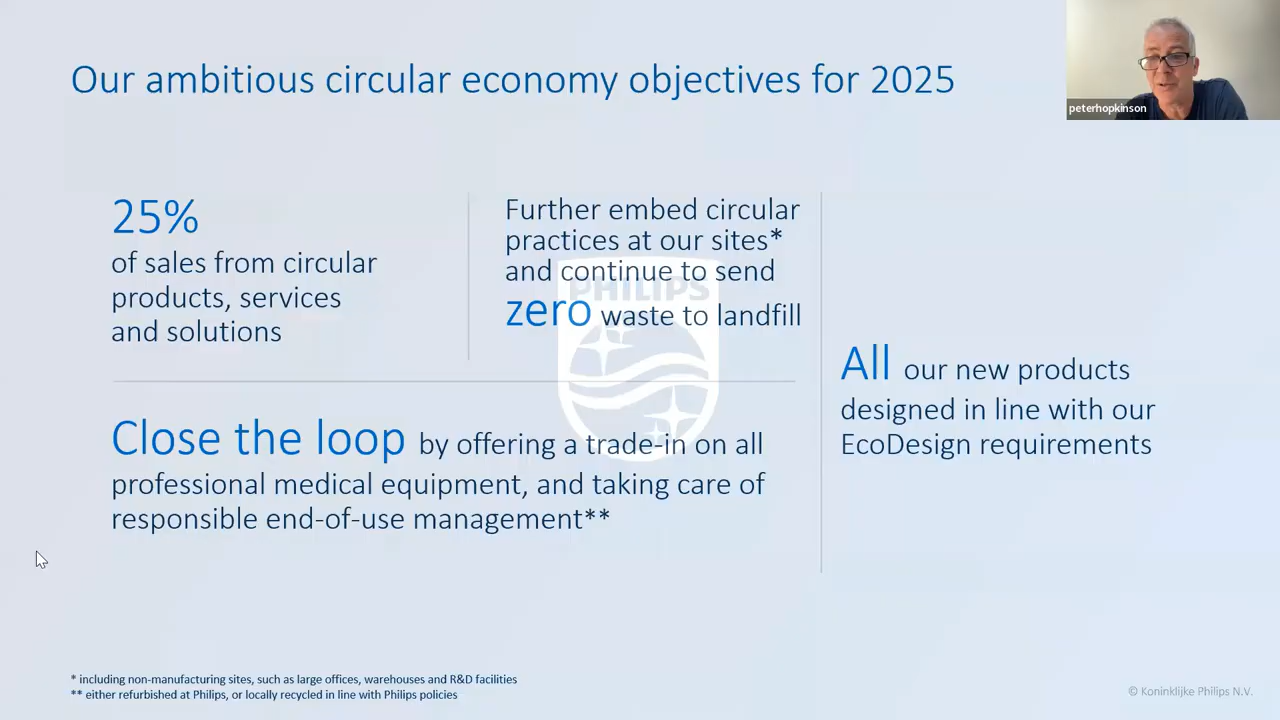 Our ambitious circular economy objectives for 2025
peterhopkinson
25%
of sales from circular
products, services
and solutions
Further embed circular
practices at our sites*
and continue to send
zero waste to landfill
PHILIPS
Close the loop by offering a trade-in on all
professional medical equipment, and taking care of
responsible end-of-use management**
All our new products
designed in line with our
EcoDesign requirements
* including non-manufacturing sites, such as large offices, warehouses and R&D facilities
** either refurbished at Philips, or locally recycled in line with Philips policies
© Koninklijke Philips N.V.